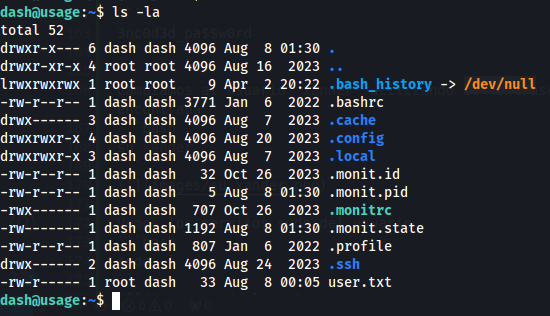 dash@usage:~$ ls -la
total 52
drwxr-x--- 6 dash dash 4096 Aug  8 01:30 .
drwxr-xr-x 4 root root 4096 Aug 16  2023 ..
lrwxrwxrwx 1 root root    9 Apr  2 20:22 .bash_history -> /dev/null
-rw-r--r-- 1 dash dash 3771 Jan  6  2022 .bashrc
drwx------ 3 dash dash 4096 Aug  7  2023 .cache
drwxrwxr-x 4 dash dash 4096 Aug 20  2023 .config
drwxrwxr-x 3 dash dash 4096 Aug  7  2023 .local
-rw-r--r-- 1 dash dash   32 Oct 26  2023 .monit.id
-rw-r--r-- 1 dash dash    5 Aug  8 01:30 .monit.pid
-rwx------ 1 dash dash  707 Oct 26  2023 .monitrc
-rw------- 1 dash dash 1192 Aug  8 01:30 .monit.state
-rw-r--r-- 1 dash dash  807 Jan  6  2022 .profile
drwx------ 2 dash dash 4096 Aug 24  2023 .ssh
-rw-r----- 1 root dash   33 Aug  8 00:05 user.txt
dash@usage:~$